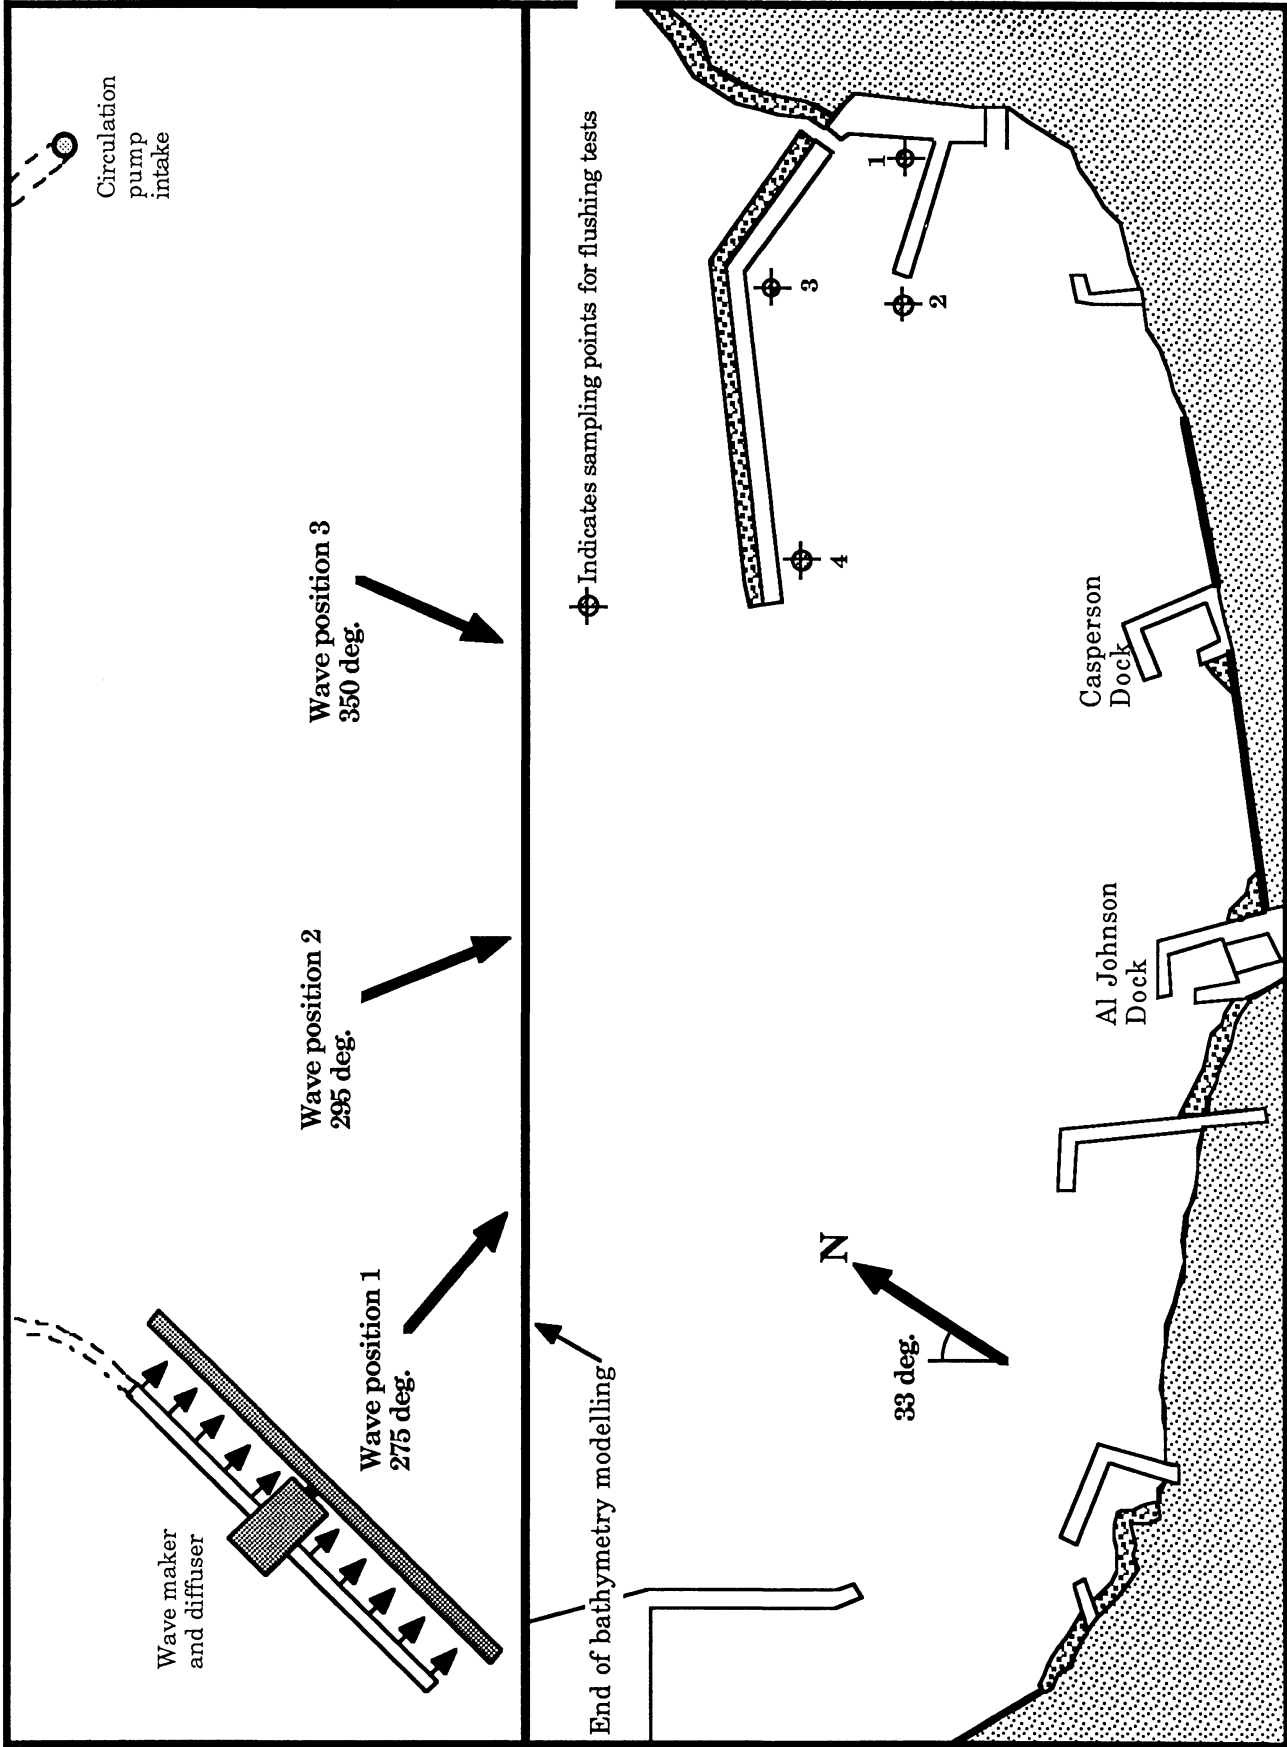 Wave maker
and diffuser
Wave position 1
275 deg.
Wave position 2
295 deg.
Wave position 3
350 deg.
Circulation
pump
intake
End of bathymetry modelling
Indicates sampling points for flushing tests
33 deg.
N
1
2
3
4
Al Johnson
Dock
Casperson
Dock